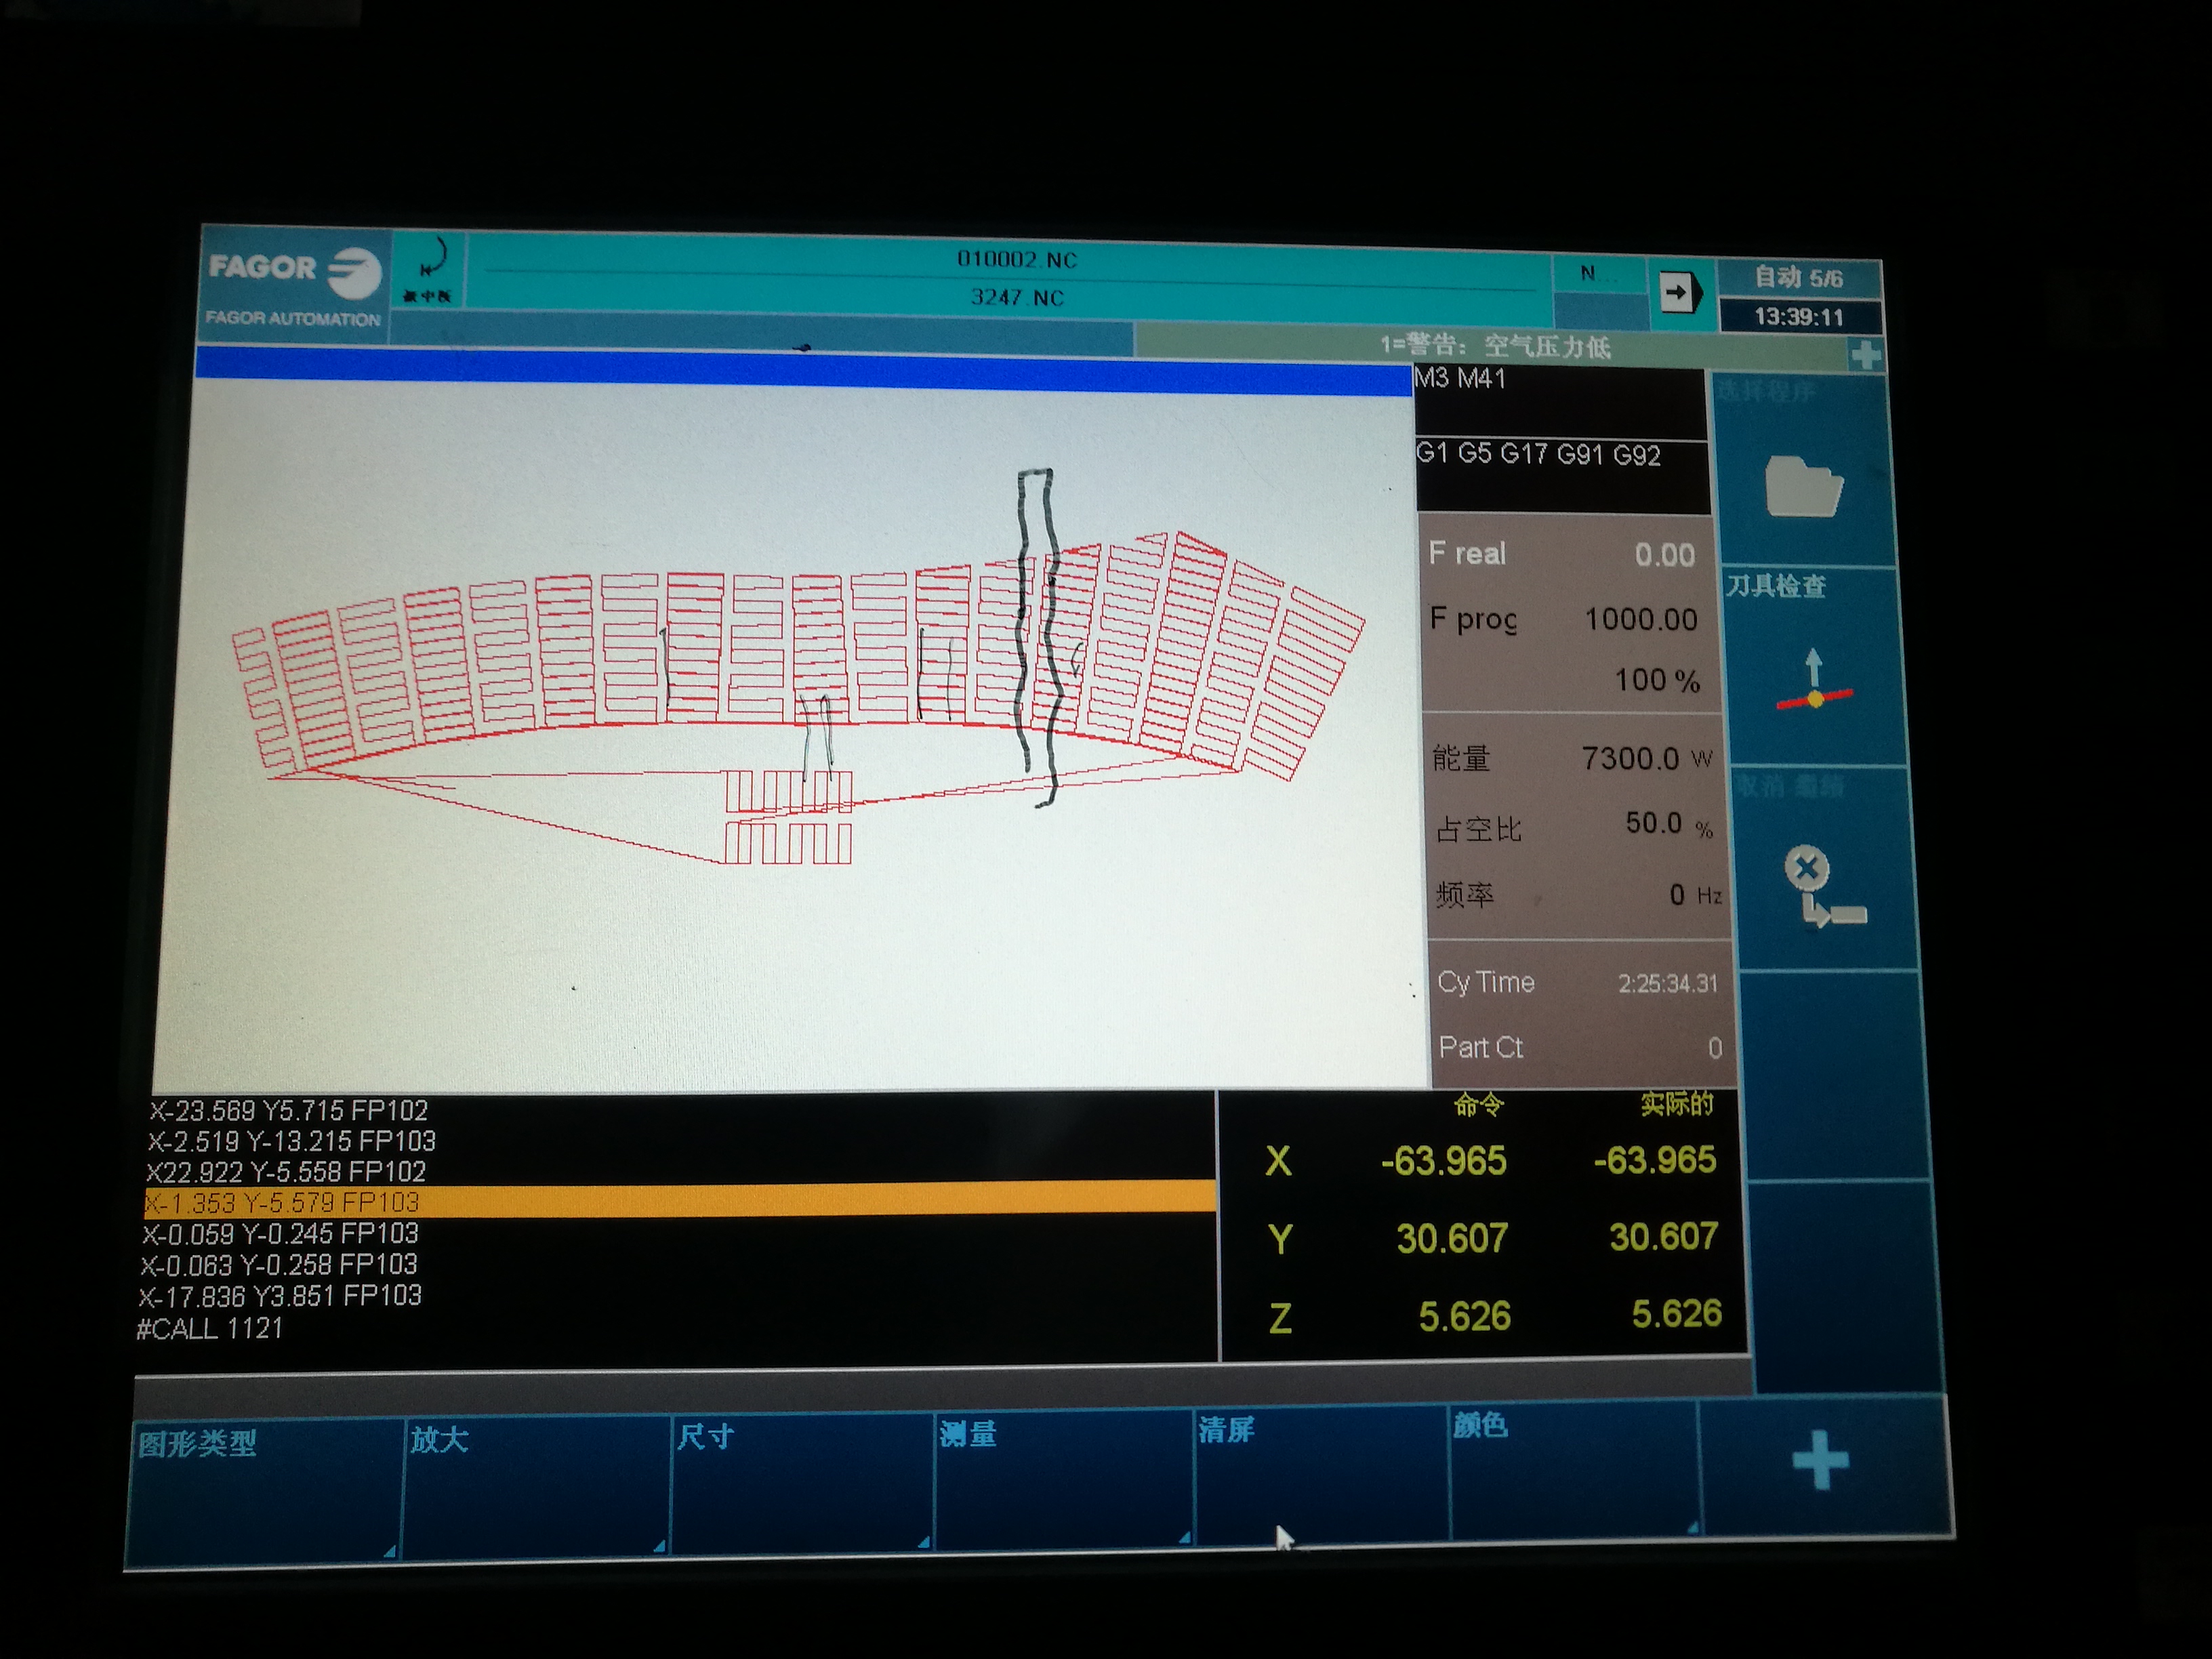 FAGOR
FAGOR AUTOMATION
010002.NC
3247.NC
N...
自动 5/6
13:39:11
1=警告: 空气压力低
M3 M41
G1 G5 G17 G91 G92
F real 0.00
F prog 1000.00
100 %
能量 7300.0 W
占空比 50.0 %
频率 0 Hz
Cy Time 2:25:34.31
Part Ct 0
选择程序
刀具检查
取消
X-23.569 Y5.715 FP102
X-2.519 Y-13.215 FP103
X22.922 Y-5.558 FP102
X-1.353 Y-5.579 FP103
X-0.059 Y-0.245 FP103
X-0.063 Y-0.258 FP103
X-17.836 Y3.851 FP103
#CALL 1121
命令 实际的
X -63.965 -63.965
Y 30.607 30.607
Z 5.626 5.626
图形类型
放大
尺寸
测量
清屏
颜色